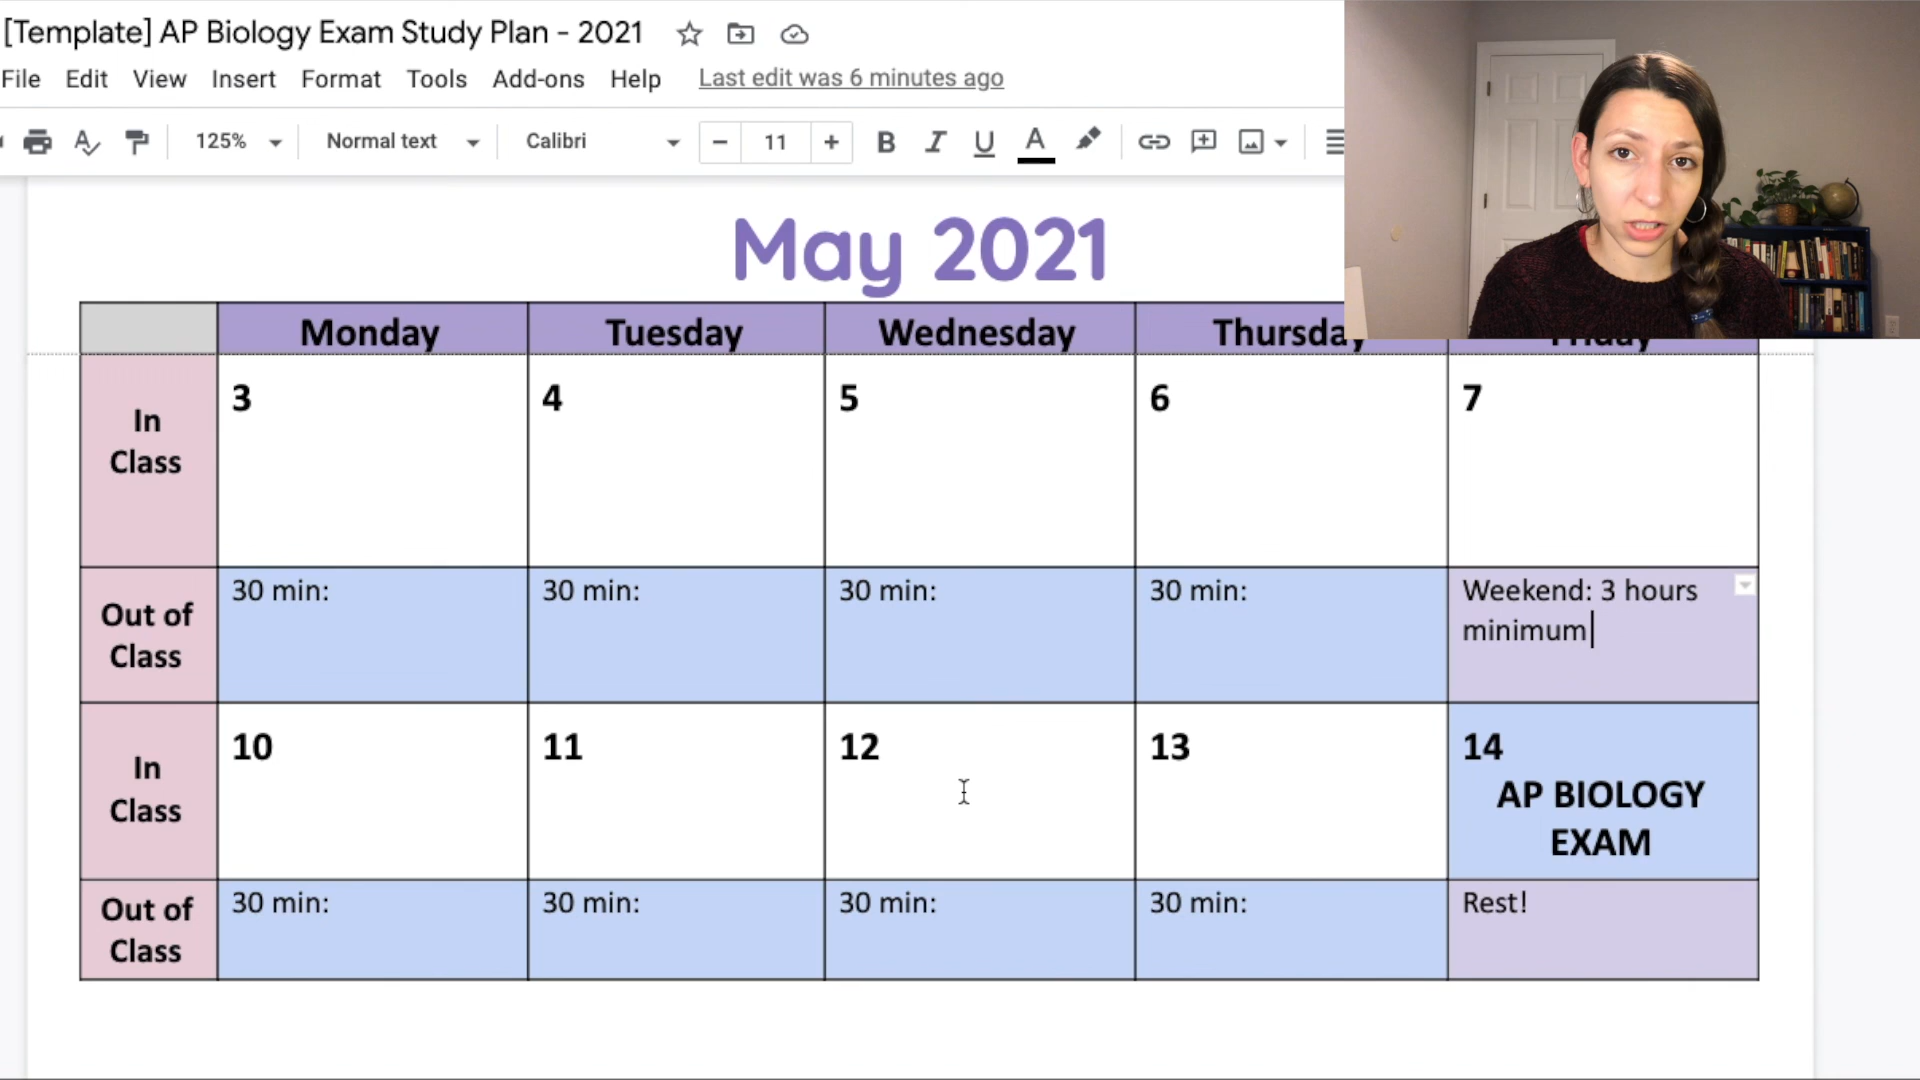 [Template] AP Biology Exam Study Plan - 2021
File Edit View Insert Format Tools Add-ons Help Last edit was 6 minutes ago
125% Normal text Calibri − 11 + B I U A
May 2021
Monday Tuesday Wednesday Thursday Friday
In
Class
3 4 5 6 7
Out of
Class
30 min: 30 min: 30 min: 30 min: Weekend: 3 hours
minimum
In
Class
10 11 12 13 14
AP BIOLOGY
EXAM
Out of
Class
30 min: 30 min: 30 min: 30 min: Rest!